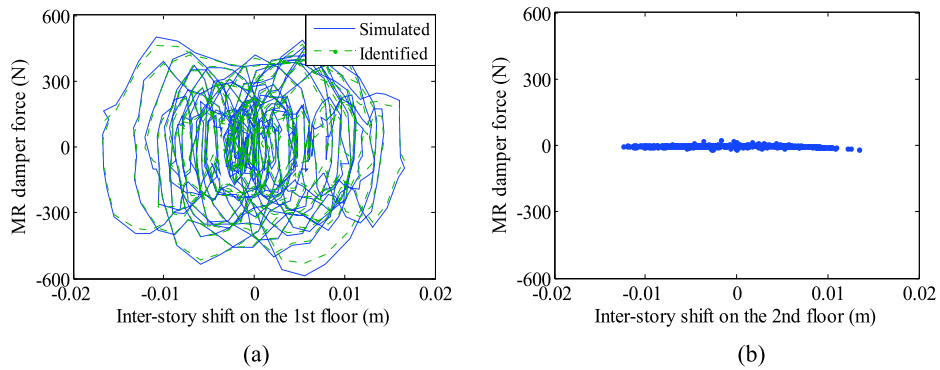 600
300
0
-300
-600
MR damper force (N)
Simulated
Identified
-0.02 -0.01 0 0.01 0.02
Inter-story shift on the 1st floor (m)
(a)
600
300
0
-300
-600
MR damper force (N)
-0.02 -0.01 0 0.01 0.02
Inter-story shift on the 2nd floor (m)
(b)